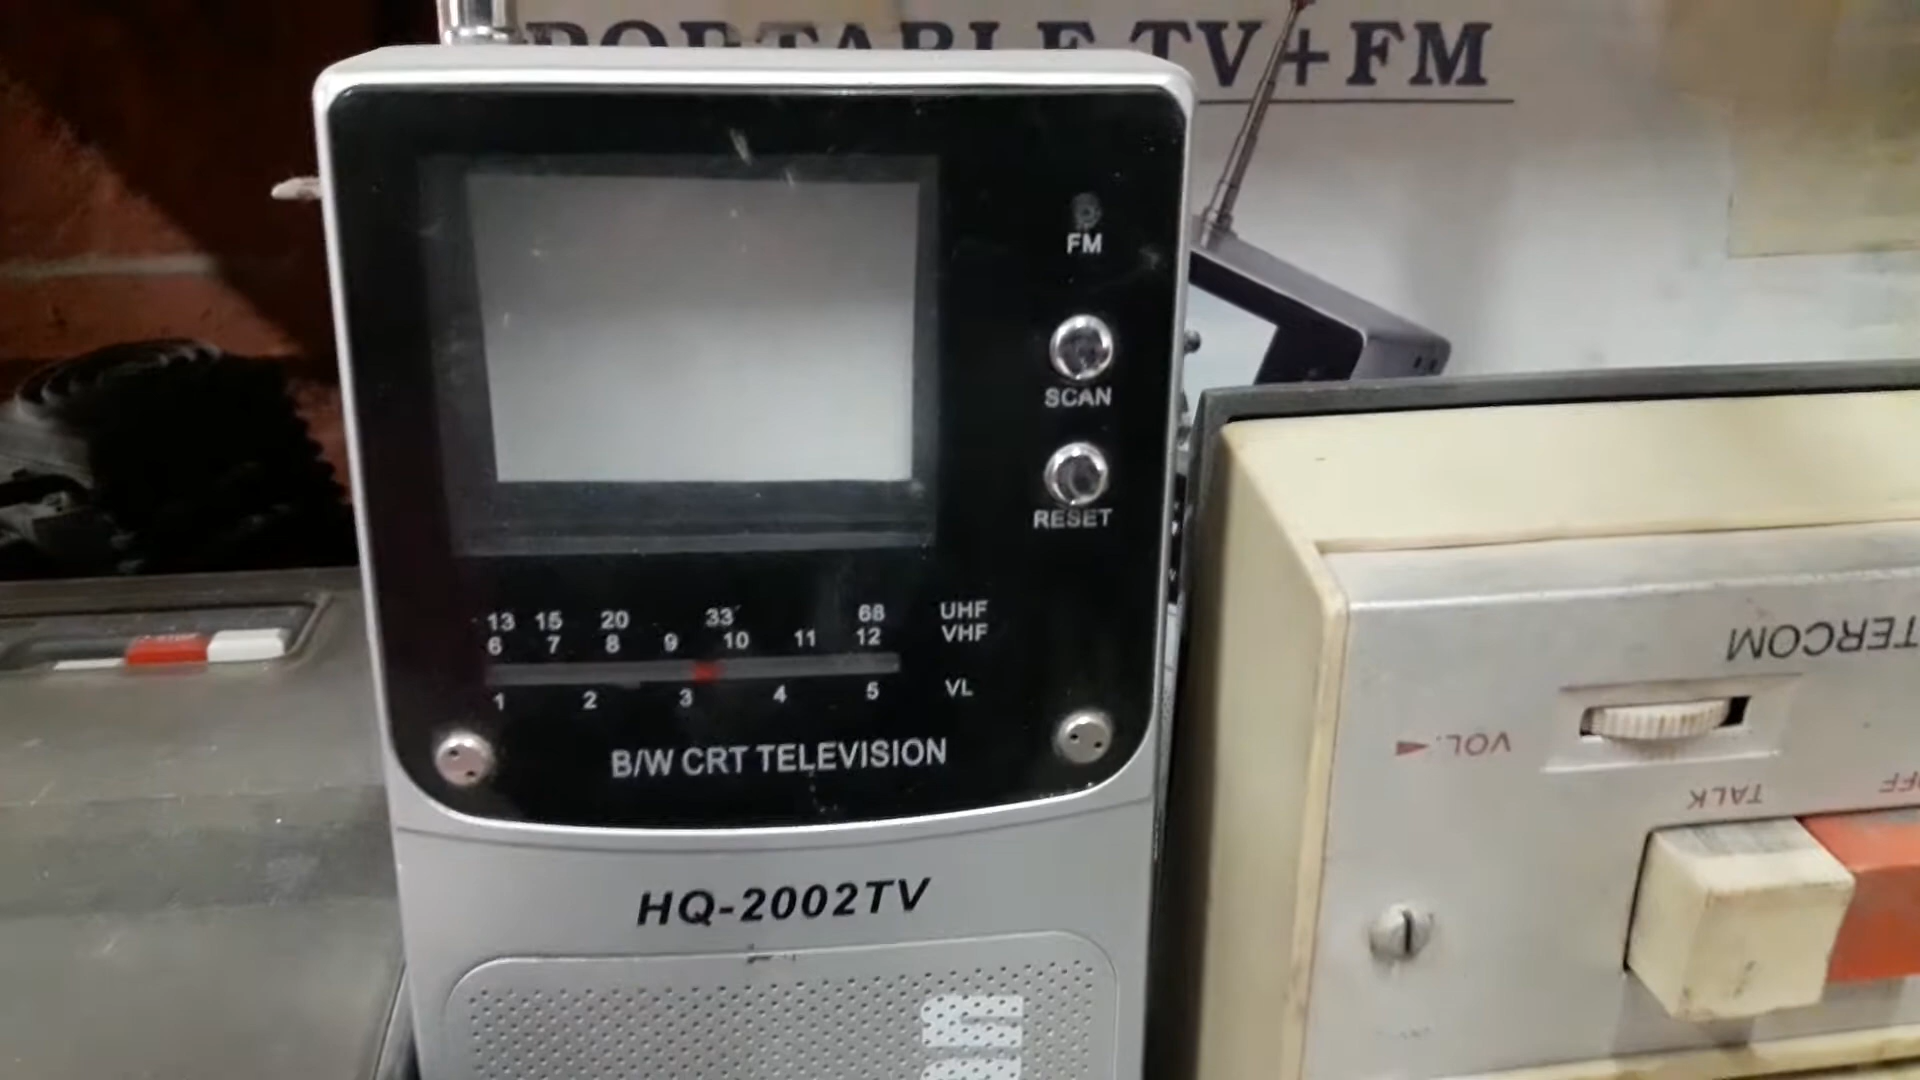 PORTABLE TV+FM
FM
SCAN
RESET
13 15 20 33 68 UHF
6 7 8 9 10 11 12 VHF
1 2 3 4 5 VL
B/W CRT TELEVISION
HQ-2002TV
TERCOM
VOL.
TALK